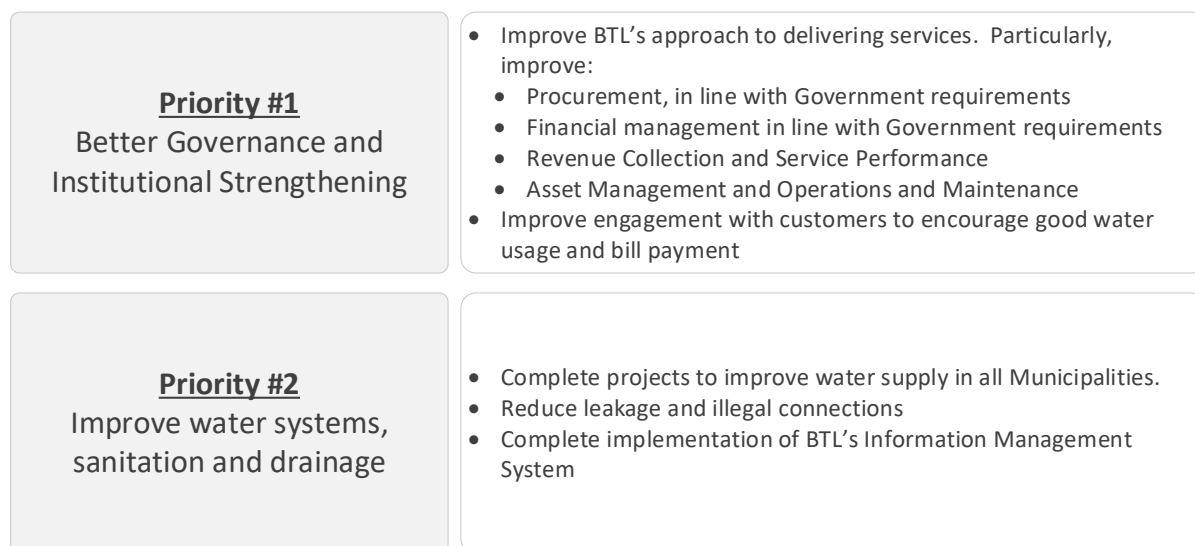 Priority #1
Better Governance and
Institutional Strengthening
• Improve BTL’s approach to delivering services.  Particularly,
improve:
• Procurement, in line with Government requirements
• Financial management in line with Government requirements
• Revenue Collection and Service Performance
• Asset Management and Operations and Maintenance
• Improve engagement with customers to encourage good water
usage and bill payment
Priority #2
Improve water systems,
sanitation and drainage
• Complete projects to improve water supply in all Municipalities.
• Reduce leakage and illegal connections
• Complete implementation of BTL’s Information Management
System